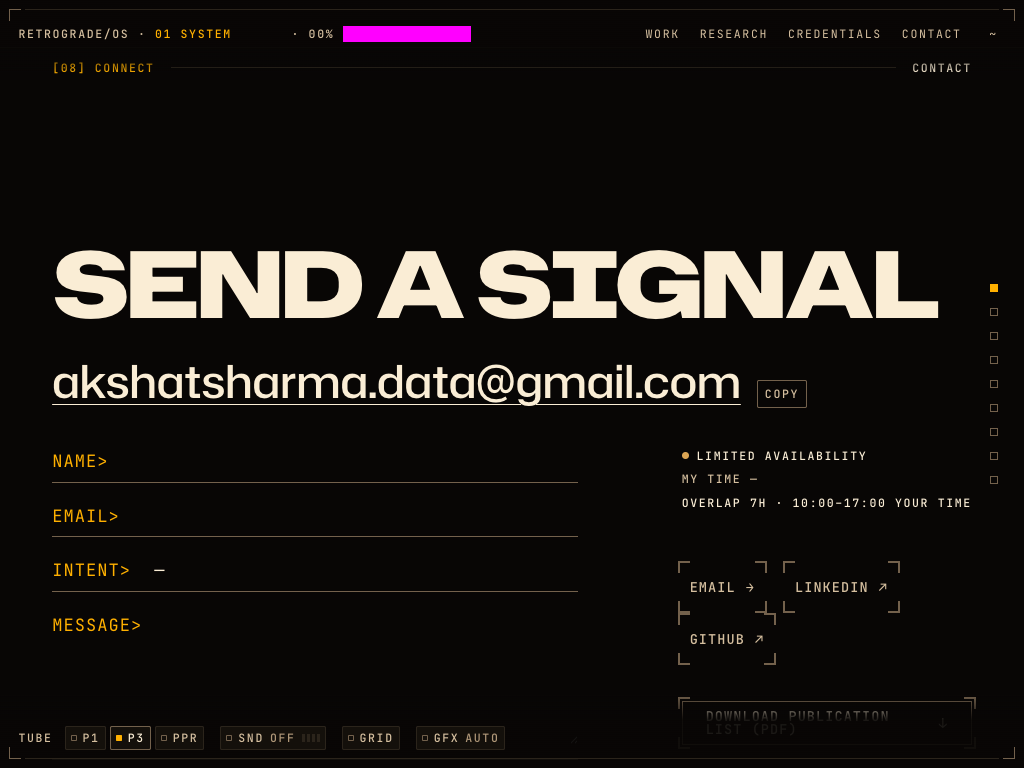 RETROGRADE/OS · 01 SYSTEM · 00% WORK RESEARCH CREDENTIALS CONTACT ~
[08] CONNECT CONTACT
SEND A SIGNAL
akshatsharma.data@gmail.com COPY
NAME>
EMAIL>
INTENT> —
MESSAGE>
LIMITED AVAILABILITY
MY TIME —
OVERLAP 7H · 10:00–17:00 YOUR TIME
EMAIL → LINKEDIN ↗
GITHUB ↗
DOWNLOAD PUBLICATION
LIST (PDF) ↓
TUBE P1 P3 PPR SND OFF GRID GFX AUTO